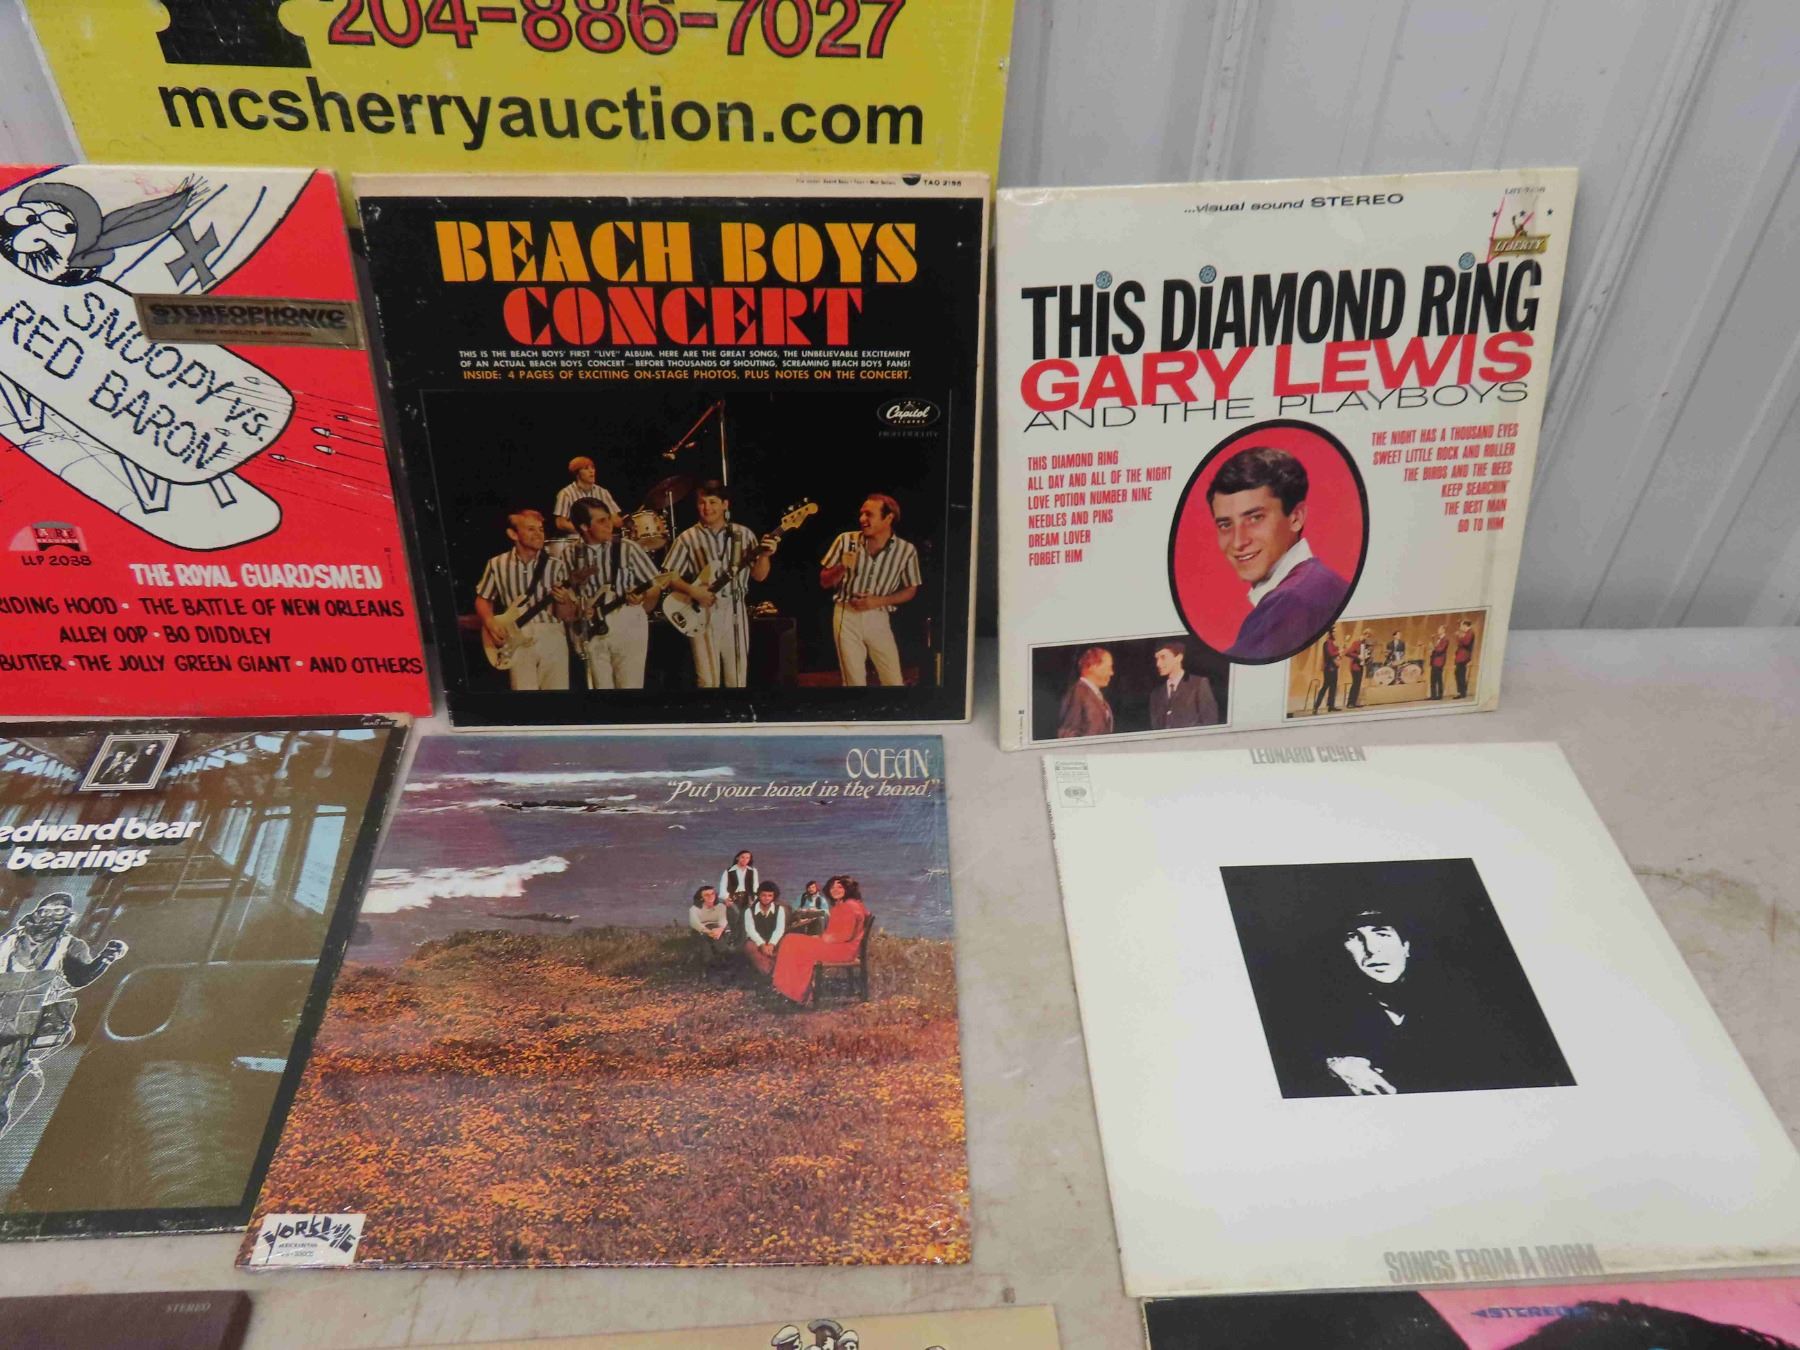 204-886-7027
mcsherryauction.com
SNOOPY vs.
RED BARON
STEREOPHONIC
LLP 2038
THE ROYAL GUARDSMEN
RIDING HOOD • THE BATTLE OF NEW ORLEANS
ALLEY OOP • BO DIDDLEY
BUTTER • THE JOLLY GREEN GIANT • AND OTHERS
TAO 2198
BEACH BOYS
CONCERT
THIS IS THE BEACH BOYS' FIRST "LIVE" ALBUM. HERE ARE THE GREAT SONGS, THE UNBELIEVABLE EXCITEMENT
OF AN ACTUAL BEACH BOYS CONCERT—BEFORE THOUSANDS OF SHOUTING, SCREAMING BEACH BOYS FANS!
INSIDE: 4 PAGES OF EXCITING ON-STAGE PHOTOS, PLUS NOTES ON THE CONCERT.
Capitol
RECORDS
HIGH FIDELITY
...visual sound STEREO
LIBERTY
THIS DIAMOND RING
GARY LEWIS
AND THE PLAYBOYS
THIS DIAMOND RING
ALL DAY AND ALL OF THE NIGHT
LOVE POTION NUMBER NINE
NEEDLES AND PINS
DREAM LOVER
FORGET HIM
THE NIGHT HAS A THOUSAND EYES
SWEET LITTLE ROCK AND ROLLER
THE BIRDS AND THE BEES
KEEP SEARCHIN'
THE BEST MAN
GO TO HIM
edward bear
bearings
OCEAN
"Put your hand in the hand"
YORKVILLE
LEONARD COHEN
SONGS FROM A ROOM
STEREO
STEREO